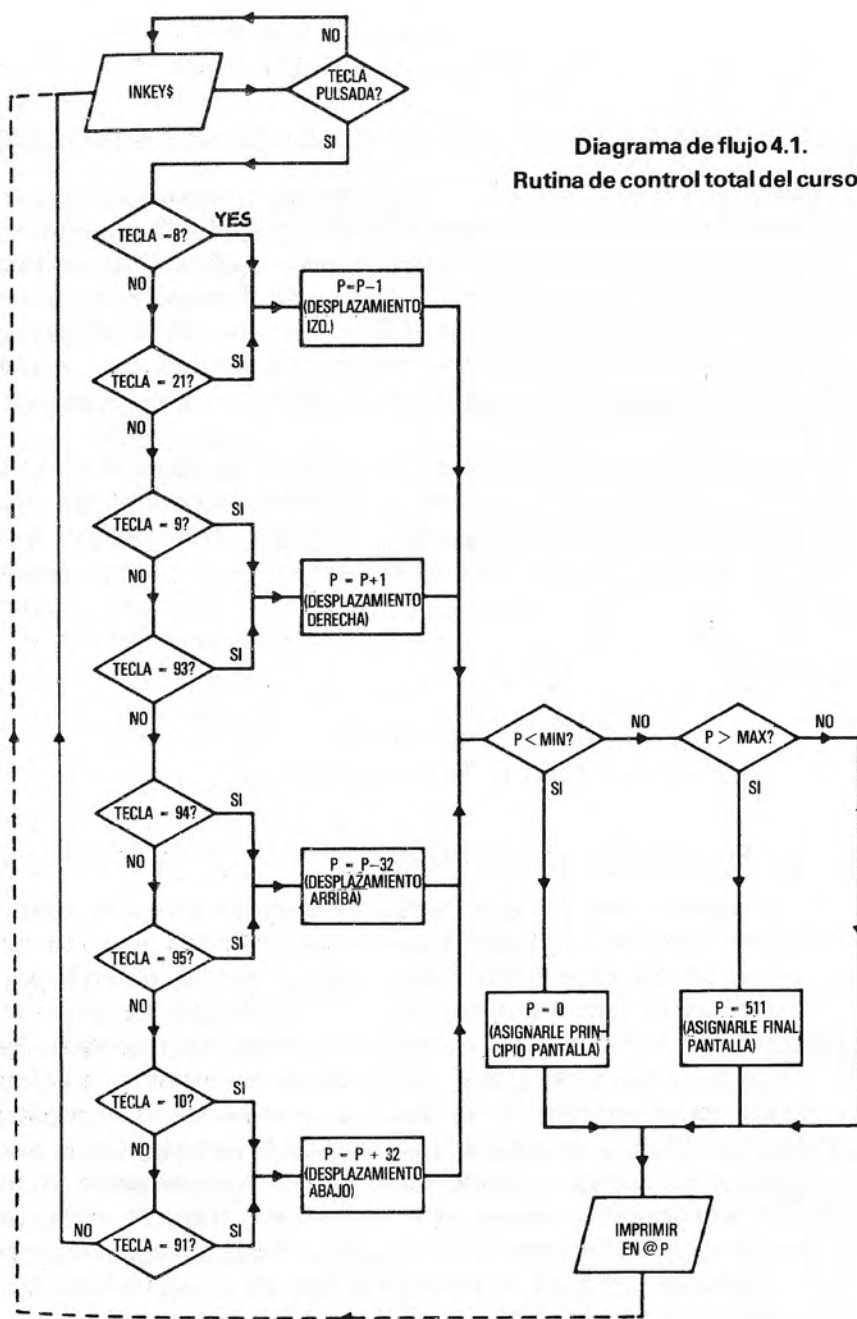 NO
INKEY$
TECLA
PULSADA?
SI
Diagrama de flujo 4.1.
Rutina de control total del curso
TECLA =8?
YES
NO
P=P-1
(DESPLAZAMIENTO
IZQ.)
TECLA = 21?
SI
NO
TECLA = 9?
SI
NO
P = P+1
(DESPLAZAMIENTO
DERECHA)
TECLA = 93?
SI
NO
P < MIN?
NO
P > MAX?
NO
SI
SI
TECLA = 94?
SI
NO
P = P-32
(DESPLAZAMIENTO
ARRIBA)
TECLA = 95?
SI
NO
P = 0
(ASIGNARLE PRIN-
CIPIO PANTALLA)
P = 511
(ASIGNARLE FINAL
PANTALLA)
TECLA = 10?
SI
NO
P = P + 32
(DESPLAZAMIENTO
ABAJO)
TECLA = 91?
SI
NO
IMPRIMIR
EN @ P